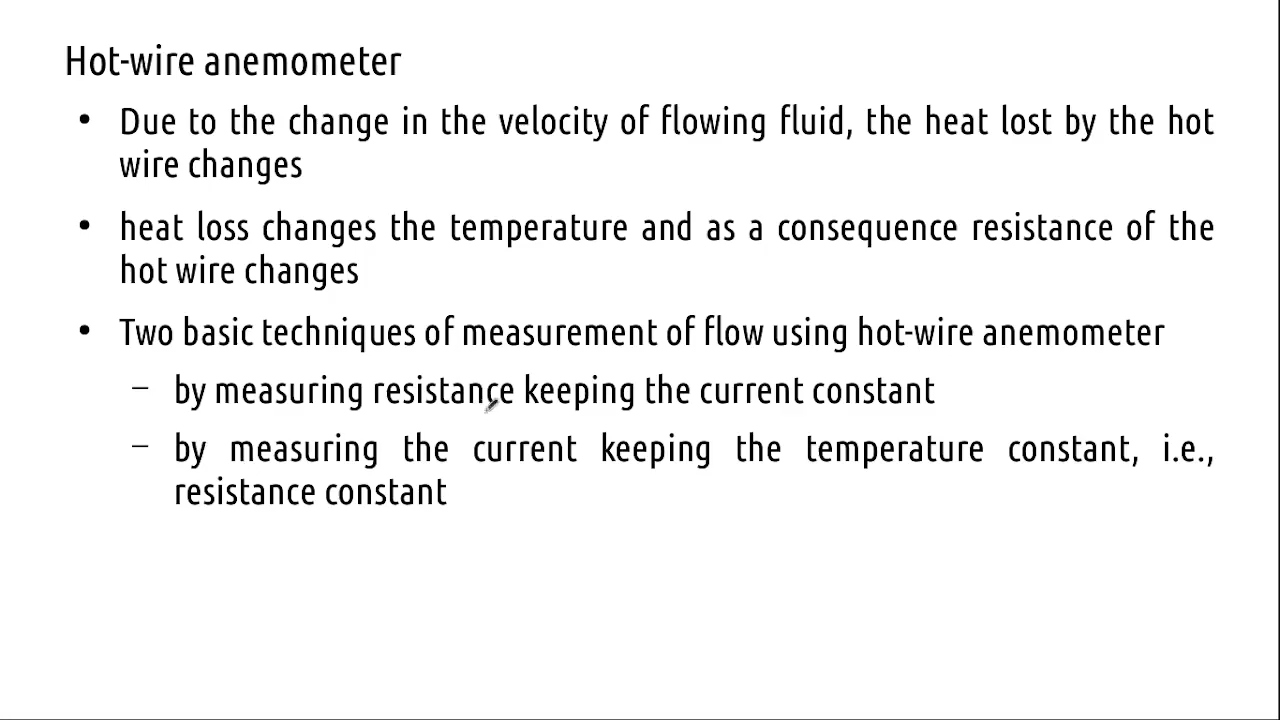 Hot-wire anemometer
• Due to the change in the velocity of flowing fluid, the heat lost by the hot
wire changes
• heat loss changes the temperature and as a consequence resistance of the
hot wire changes
• Two basic techniques of measurement of flow using hot-wire anemometer
– by measuring resistance keeping the current constant
– by measuring the current keeping the temperature constant, i.e.,
resistance constant